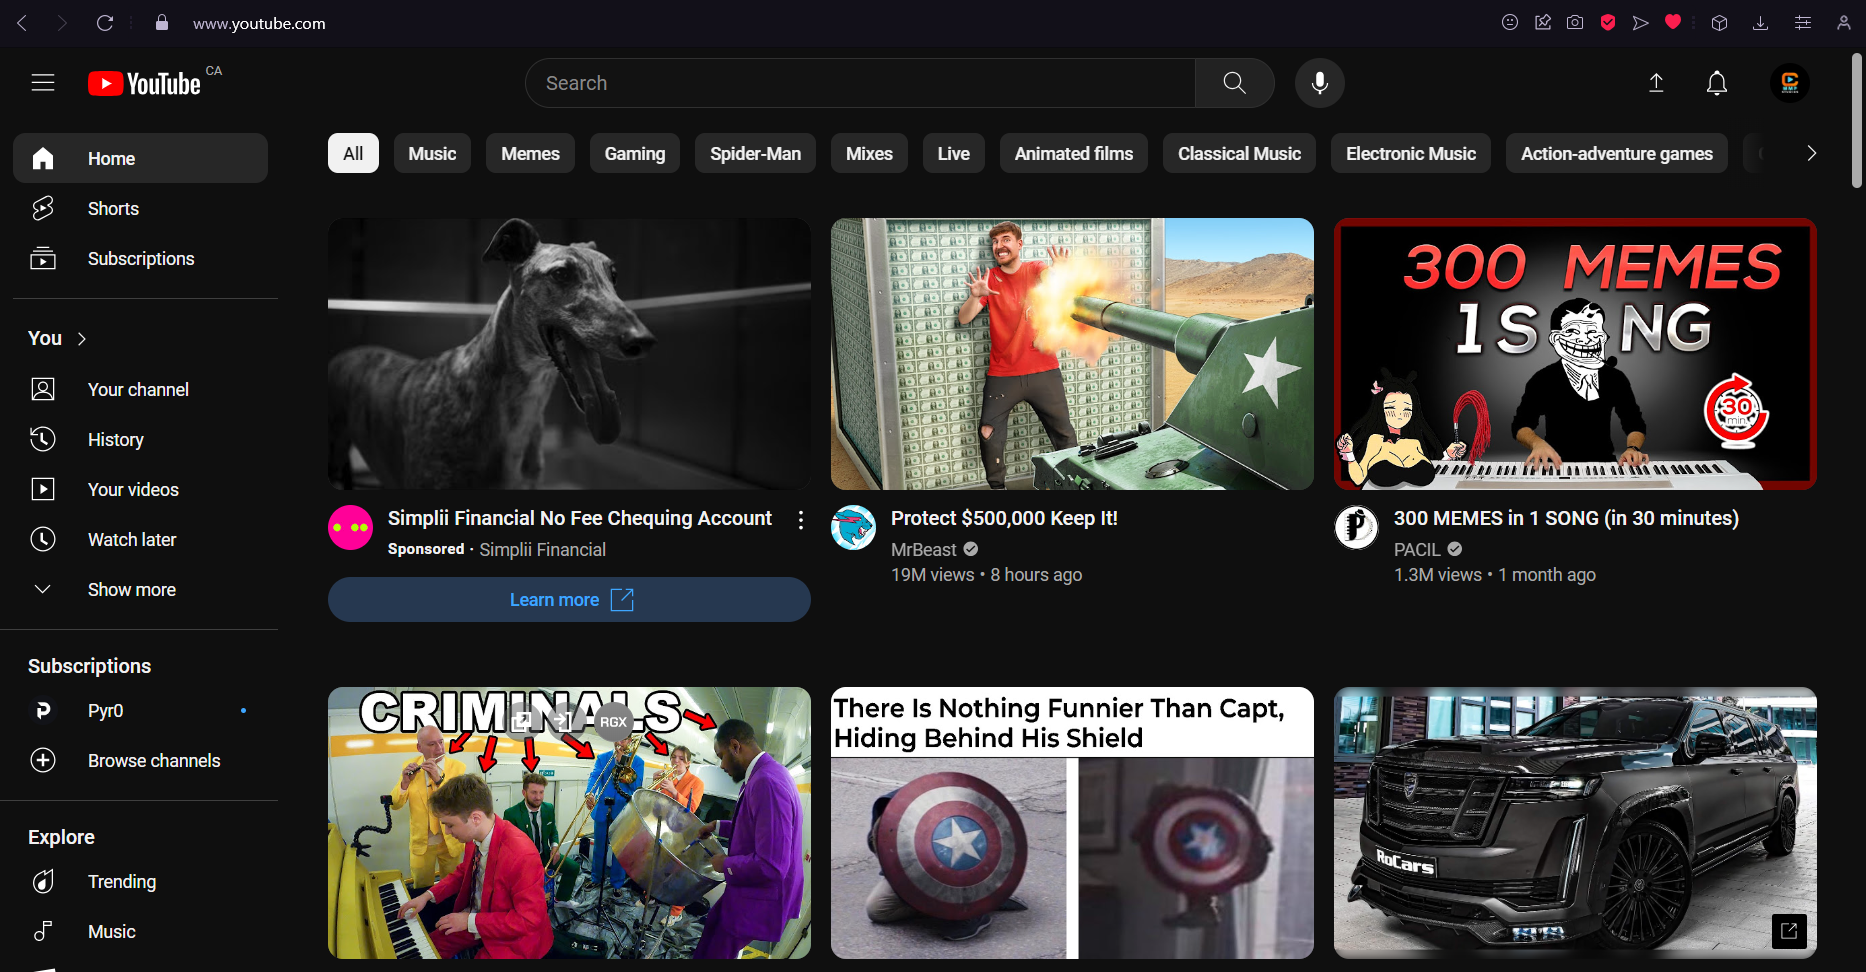 www.youtube.com
YouTube CA
Search
Home
Shorts
Subscriptions
You
Your channel
History
Your videos
Watch later
Show more
Subscriptions
Pyr0
Browse channels
Explore
Trending
Music
All Music Memes Gaming Spider-Man Mixes Live Animated films Classical Music Electronic Music Action-adventure games
Simplii Financial No Fee Chequing Account
Sponsored · Simplii Financial
Learn more
Protect $500,000 Keep It!
MrBeast
19M views • 8 hours ago
300 MEMES
1 S NG
30
min.
300 MEMES in 1 SONG (in 30 minutes)
PACIL
1.3M views • 1 month ago
CRIMINALS
RGX
There Is Nothing Funnier Than Capt,
Hiding Behind His Shield
RoCars